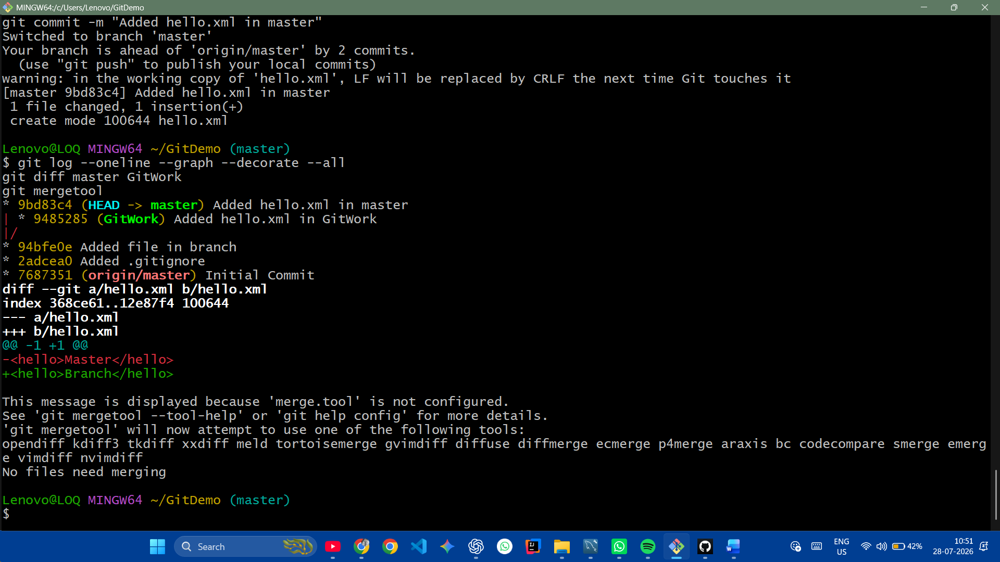 MINGW64:/c/Users/Lenovo/GitDemo
git commit -m "Added hello.xml in master"
Switched to branch 'master'
Your branch is ahead of 'origin/master' by 2 commits.
  (use "git push" to publish your local commits)
warning: in the working copy of 'hello.xml', LF will be replaced by CRLF the next time Git touches it
[master 9bd83c4] Added hello.xml in master
 1 file changed, 1 insertion(+)
 create mode 100644 hello.xml
Lenovo@LOQ MINGW64 ~/GitDemo (master)
$ git log --oneline --graph --decorate --all
git diff master GitWork
git mergetool
* 9bd83c4 (HEAD -> master) Added hello.xml in master
| * 9485285 (GitWork) Added hello.xml in GitWork
|/
* 94bfe0e Added file in branch
* 2adcea0 Added .gitignore
* 7687351 (origin/master) Initial Commit
diff --git a/hello.xml b/hello.xml
index 368ce61..12e87f4 100644
--- a/hello.xml
+++ b/hello.xml
@@ -1 +1 @@
-<hello>Master</hello>
+<hello>Branch</hello>
This message is displayed because 'merge.tool' is not configured.
See 'git mergetool --tool-help' or 'git help config' for more details.
'git mergetool' will now attempt to use one of the following tools:
opendiff kdiff3 tkdiff xxdiff meld tortoisemerge gvimdiff diffuse diffmerge ecmerge p4merge araxis bc codecompare smerge emerg
e vimdiff nvimdiff
No files need merging
Lenovo@LOQ MINGW64 ~/GitDemo (master)
$
Search
ENG
US
42%
10:51
28-07-2026